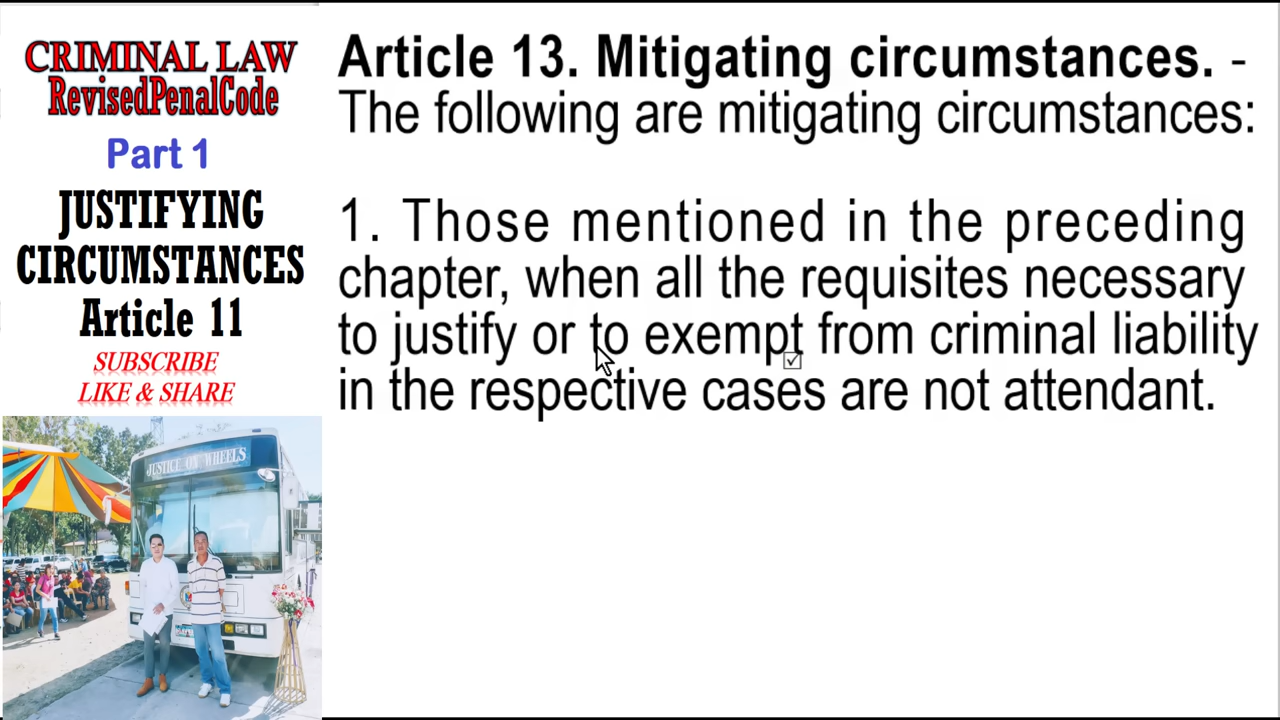 CRIMINAL LAW
RevisedPenalCode
Part 1
JUSTIFYING
CIRCUMSTANCES
Article 11
SUBSCRIBE
LIKE & SHARE
JUSTICE ON WHEELS
Article 13. Mitigating circumstances. -
The following are mitigating circumstances:
1. Those mentioned in the preceding
chapter, when all the requisites necessary
to justify or to exempt from criminal liability
in the respective cases are not attendant.